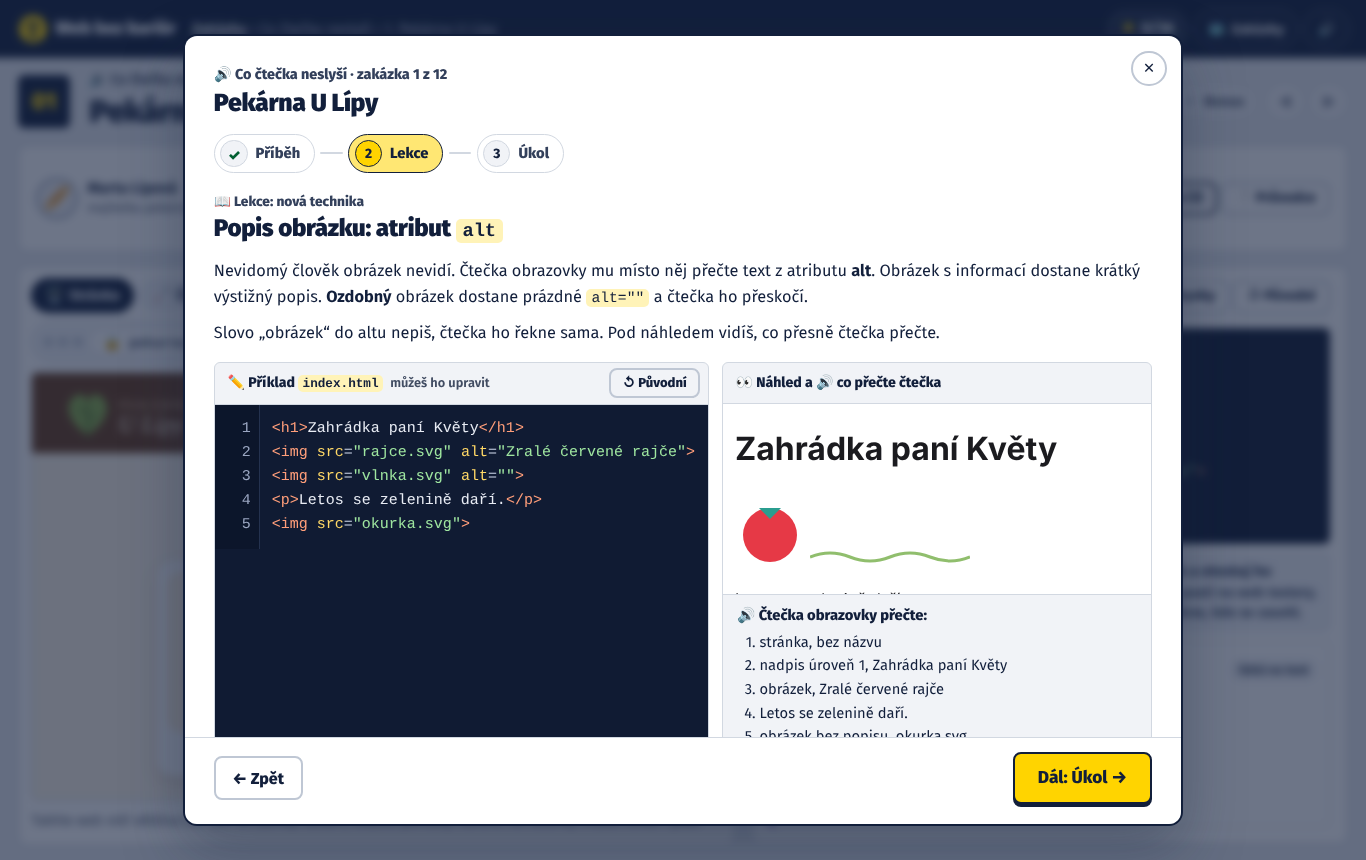 🔊 Co čtečka neslyší · zakázka 1 z 12
Pekárna U Lípy
×
✓ Příběh
2 Lekce
3 Úkol
📖 Lekce: nová technika
Popis obrázku: atribut alt
Nevidomý člověk obrázek nevidí. Čtečka obrazovky mu místo něj přečte text z atributu alt. Obrázek s informací dostane krátký
výstižný popis. Ozdobný obrázek dostane prázdné alt="" a čtečka ho přeskočí.
Slovo „obrázek“ do altu nepiš, čtečka ho řekne sama. Pod náhledem vidíš, co přesně čtečka přečte.
✏️ Příklad index.html můžeš ho upravit
↺ Původní
1 <h1>Zahrádka paní Květy</h1>
2 <img src="rajce.svg" alt="Zralé červené rajče">
3 <img src="vlnka.svg" alt="">
4 <p>Letos se zelenině daří.</p>
5 <img src="okurka.svg">
👀 Náhled a 🔊 co přečte čtečka
Zahrádka paní Květy
🔊 Čtečka obrazovky přečte:
1. stránka, bez názvu
2. nadpis úroveň 1, Zahrádka paní Květy
3. obrázek, Zralé červené rajče
4. Letos se zelenině daří.
5. obrázek bez popisu, okurka.svg
← Zpět
Dál: Úkol →